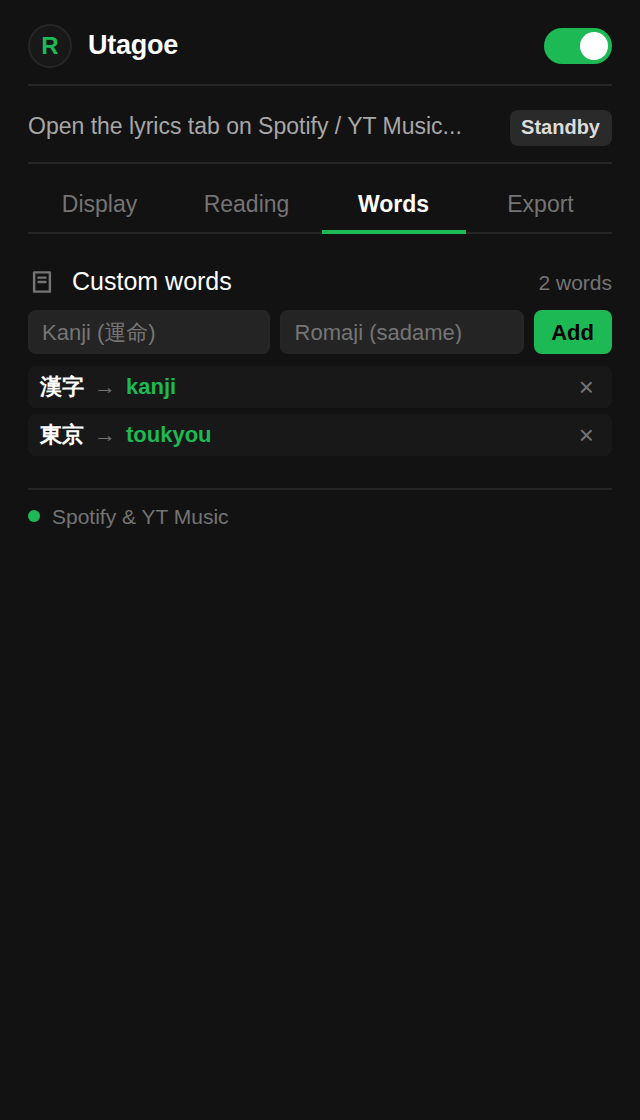 R Utagoe
Open the lyrics tab on Spotify / YT Music... Standby
Display Reading Words Export
Custom words 2 words
Kanji (運命) Romaji (sadame) Add
漢字 → kanji ×
東京 → toukyou ×
Spotify & YT Music